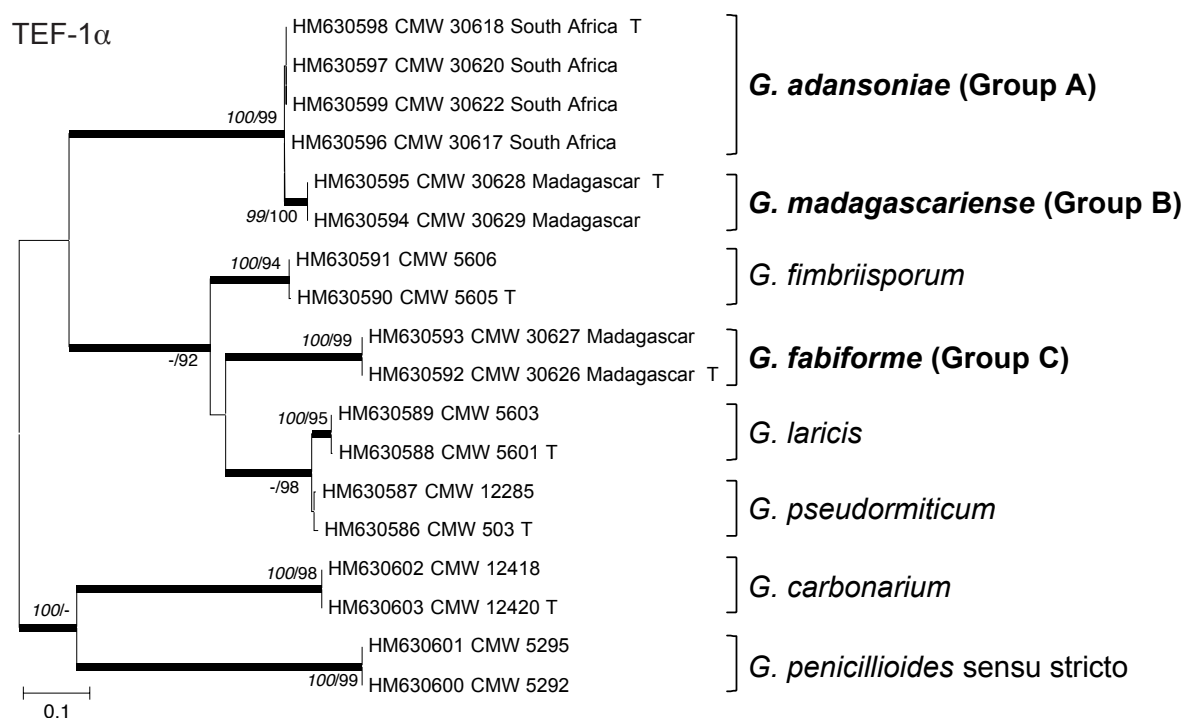 TEF-1α
HM630598 CMW 30618 South Africa T
HM630597 CMW 30620 South Africa
HM630599 CMW 30622 South Africa
HM630596 CMW 30617 South Africa
100/99
G. adansoniae (Group A)
HM630595 CMW 30628 Madagascar T
HM630594 CMW 30629 Madagascar
99/100
G. madagascariense (Group B)
HM630591 CMW 5606
HM630590 CMW 5605 T
100/94
G. fimbriisporum
-/92
HM630593 CMW 30627 Madagascar
HM630592 CMW 30626 Madagascar T
100/99
G. fabiforme (Group C)
HM630589 CMW 5603
HM630588 CMW 5601 T
100/95
G. laricis
-/98
HM630587 CMW 12285
HM630586 CMW 503 T
G. pseudormiticum
HM630602 CMW 12418
HM630603 CMW 12420 T
100/98
G. carbonarium
100/-
HM630601 CMW 5295
HM630600 CMW 5292
100/99
G. penicillioides sensu stricto
0.1